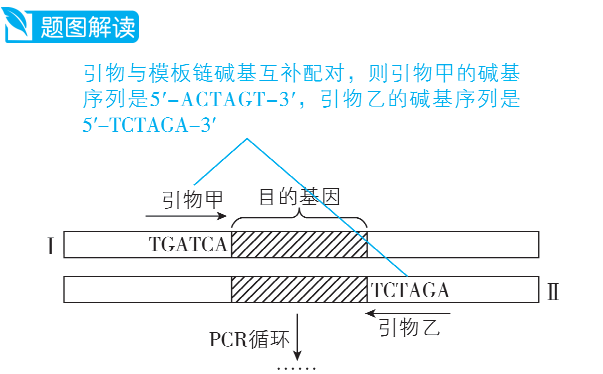 题图解读
引物与模板链碱基互补配对，则引物甲的碱基
序列是5′-ACTAGT-3′，引物乙的碱基序列是
5′-TCTAGA-3′
引物甲 目的基因
I TGATCA
TCTAGA II
引物乙
PCR循环
……